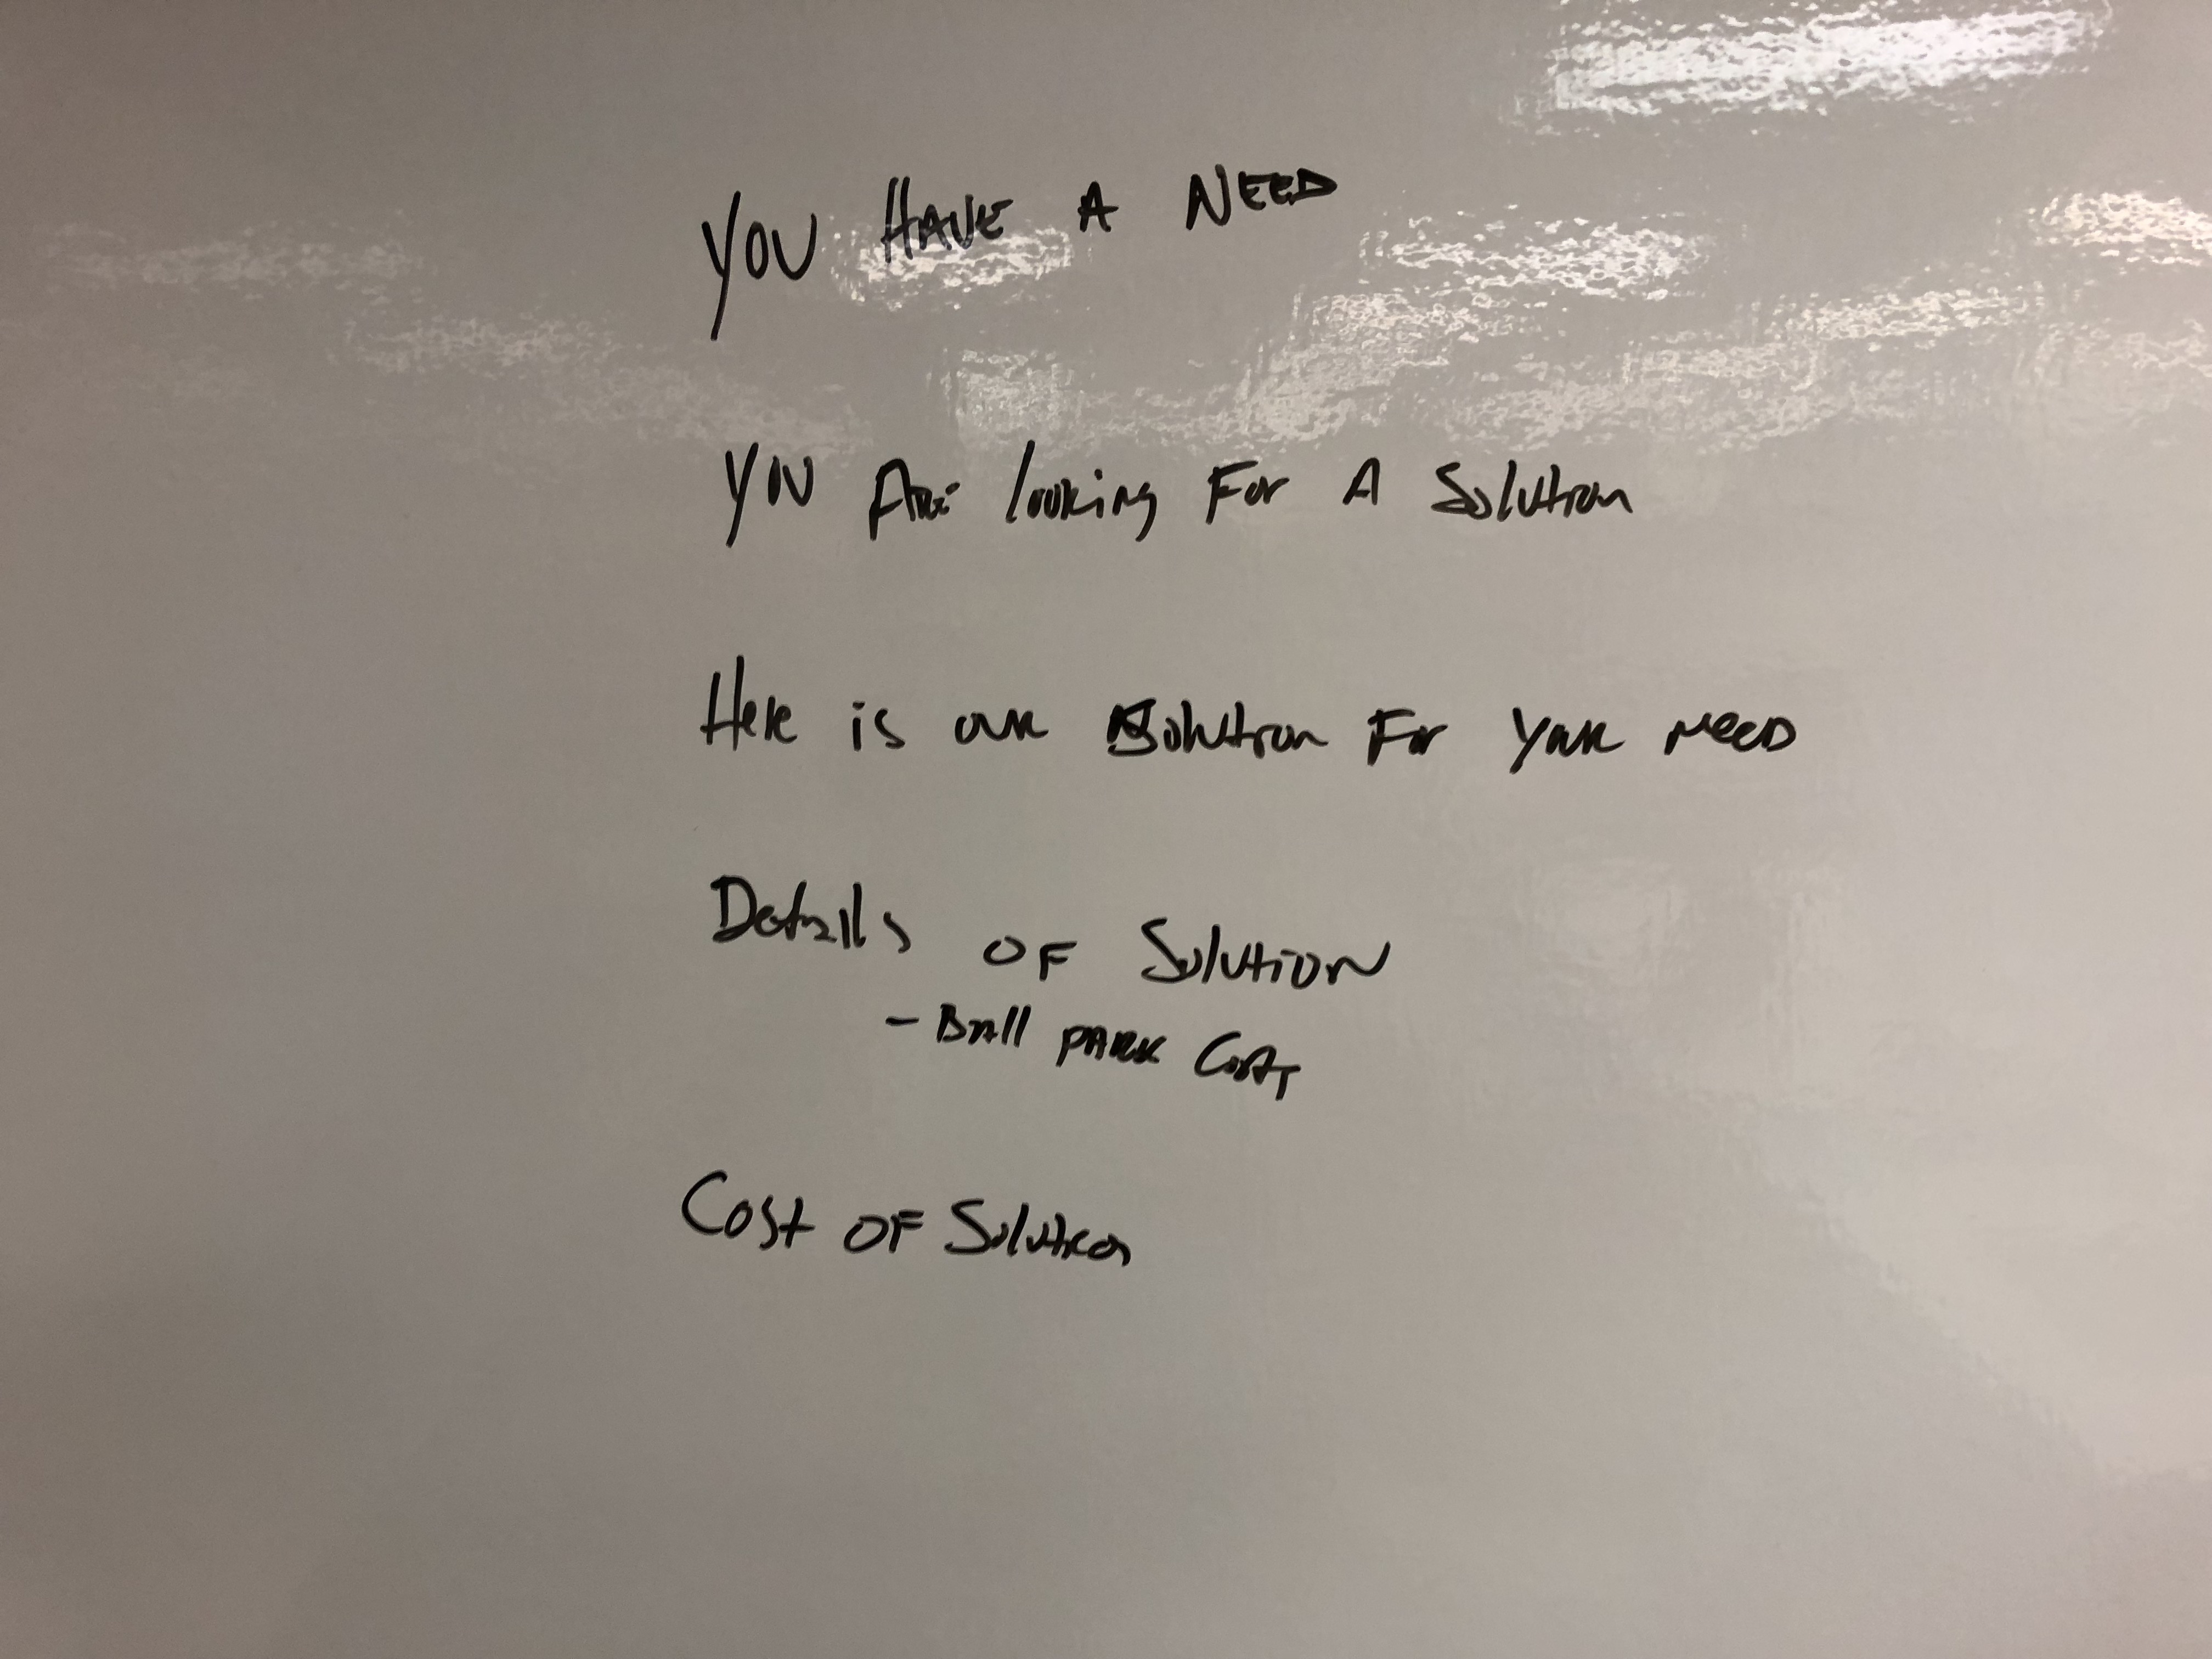 YOU HAVE A NEED
YOU ARE looking For A Solution
Here is our Solution For your NEED
Details OF Solution
- Ball PARK COST
Cost OF Solution